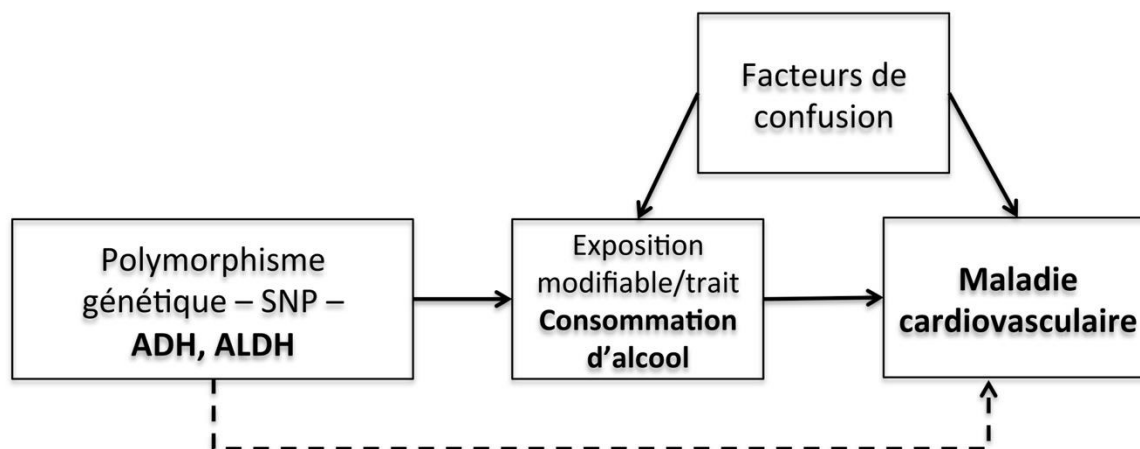 Facteurs de
confusion
Polymorphisme
génétique – SNP –
ADH, ALDH
Exposition
modifiable/trait
Consommation
d’alcool
Maladie
cardiovasculaire